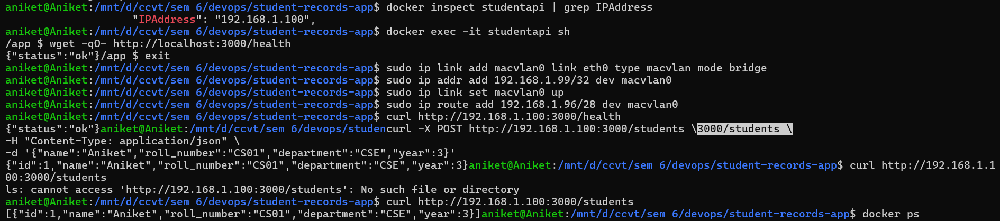 aniket@Aniket:/mnt/d/ccvt/sem 6/devops/student-records-app$ docker inspect studentapi | grep IPAddress
                    "IPAddress": "192.168.1.100",
aniket@Aniket:/mnt/d/ccvt/sem 6/devops/student-records-app$ docker exec -it studentapi sh
/app $ wget -qO- http://localhost:3000/health
{"status":"ok"}/app $ exit
aniket@Aniket:/mnt/d/ccvt/sem 6/devops/student-records-app$ sudo ip link add macvlan0 link eth0 type macvlan mode bridge
aniket@Aniket:/mnt/d/ccvt/sem 6/devops/student-records-app$ sudo ip addr add 192.168.1.99/32 dev macvlan0
aniket@Aniket:/mnt/d/ccvt/sem 6/devops/student-records-app$ sudo ip link set macvlan0 up
aniket@Aniket:/mnt/d/ccvt/sem 6/devops/student-records-app$ sudo ip route add 192.168.1.96/28 dev macvlan0
aniket@Aniket:/mnt/d/ccvt/sem 6/devops/student-records-app$ curl http://192.168.1.100:3000/health
{"status":"ok"}aniket@Aniket:/mnt/d/ccvt/sem 6/devops/studencurl -X POST http://192.168.1.100:3000/students \3000/students \
-H "Content-Type: application/json" \
-d '{"name":"Aniket","roll_number":"CS01","department":"CSE","year":3}'
{"id":1,"name":"Aniket","roll_number":"CS01","department":"CSE","year":3}aniket@Aniket:/mnt/d/ccvt/sem 6/devops/student-records-app$ curl http://192.168.1.1
00:3000/students
ls: cannot access 'http://192.168.1.100:3000/students': No such file or directory
aniket@Aniket:/mnt/d/ccvt/sem 6/devops/student-records-app$ curl http://192.168.1.100:3000/students
[{"id":1,"name":"Aniket","roll_number":"CS01","department":"CSE","year":3}]aniket@Aniket:/mnt/d/ccvt/sem 6/devops/student-records-app$ docker ps